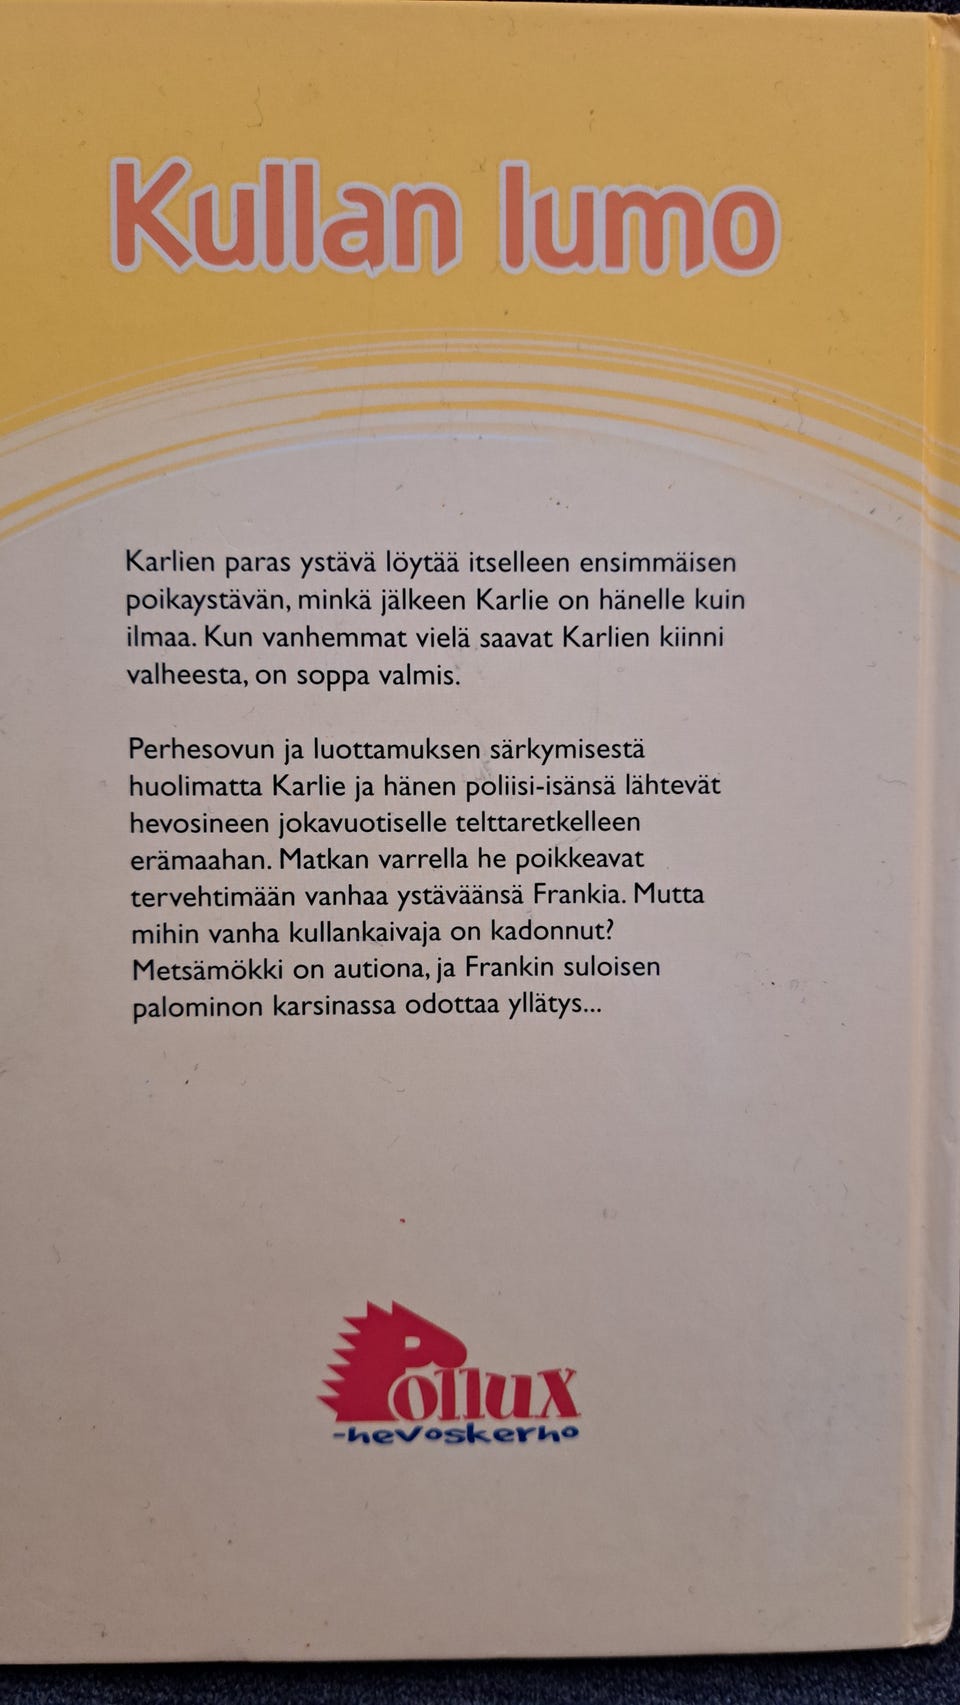 Kullan lumo
Karlien paras ystävä löytää itselleen ensimmäisen
poikaystävän, minkä jälkeen Karlie on hänelle kuin
ilmaa. Kun vanhemmat vielä saavat Karlien kiinni
valheesta, on soppa valmis.
Perhesovun ja luottamuksen särkymisestä
huolimatta Karlie ja hänen poliisi-isänsä lähtevät
hevosineen jokavuotiselle telttaretkelleen
erämaahan. Matkan varrella he poikkeavat
tervehtimään vanhaa ystäväänsä Frankia. Mutta
mihin vanha kullankaivaja on kadonnut?
Metsämökki on autiona, ja Frankin suloisen
palominon karsinassa odottaa yllätys...
Pollux
-hevoskerho